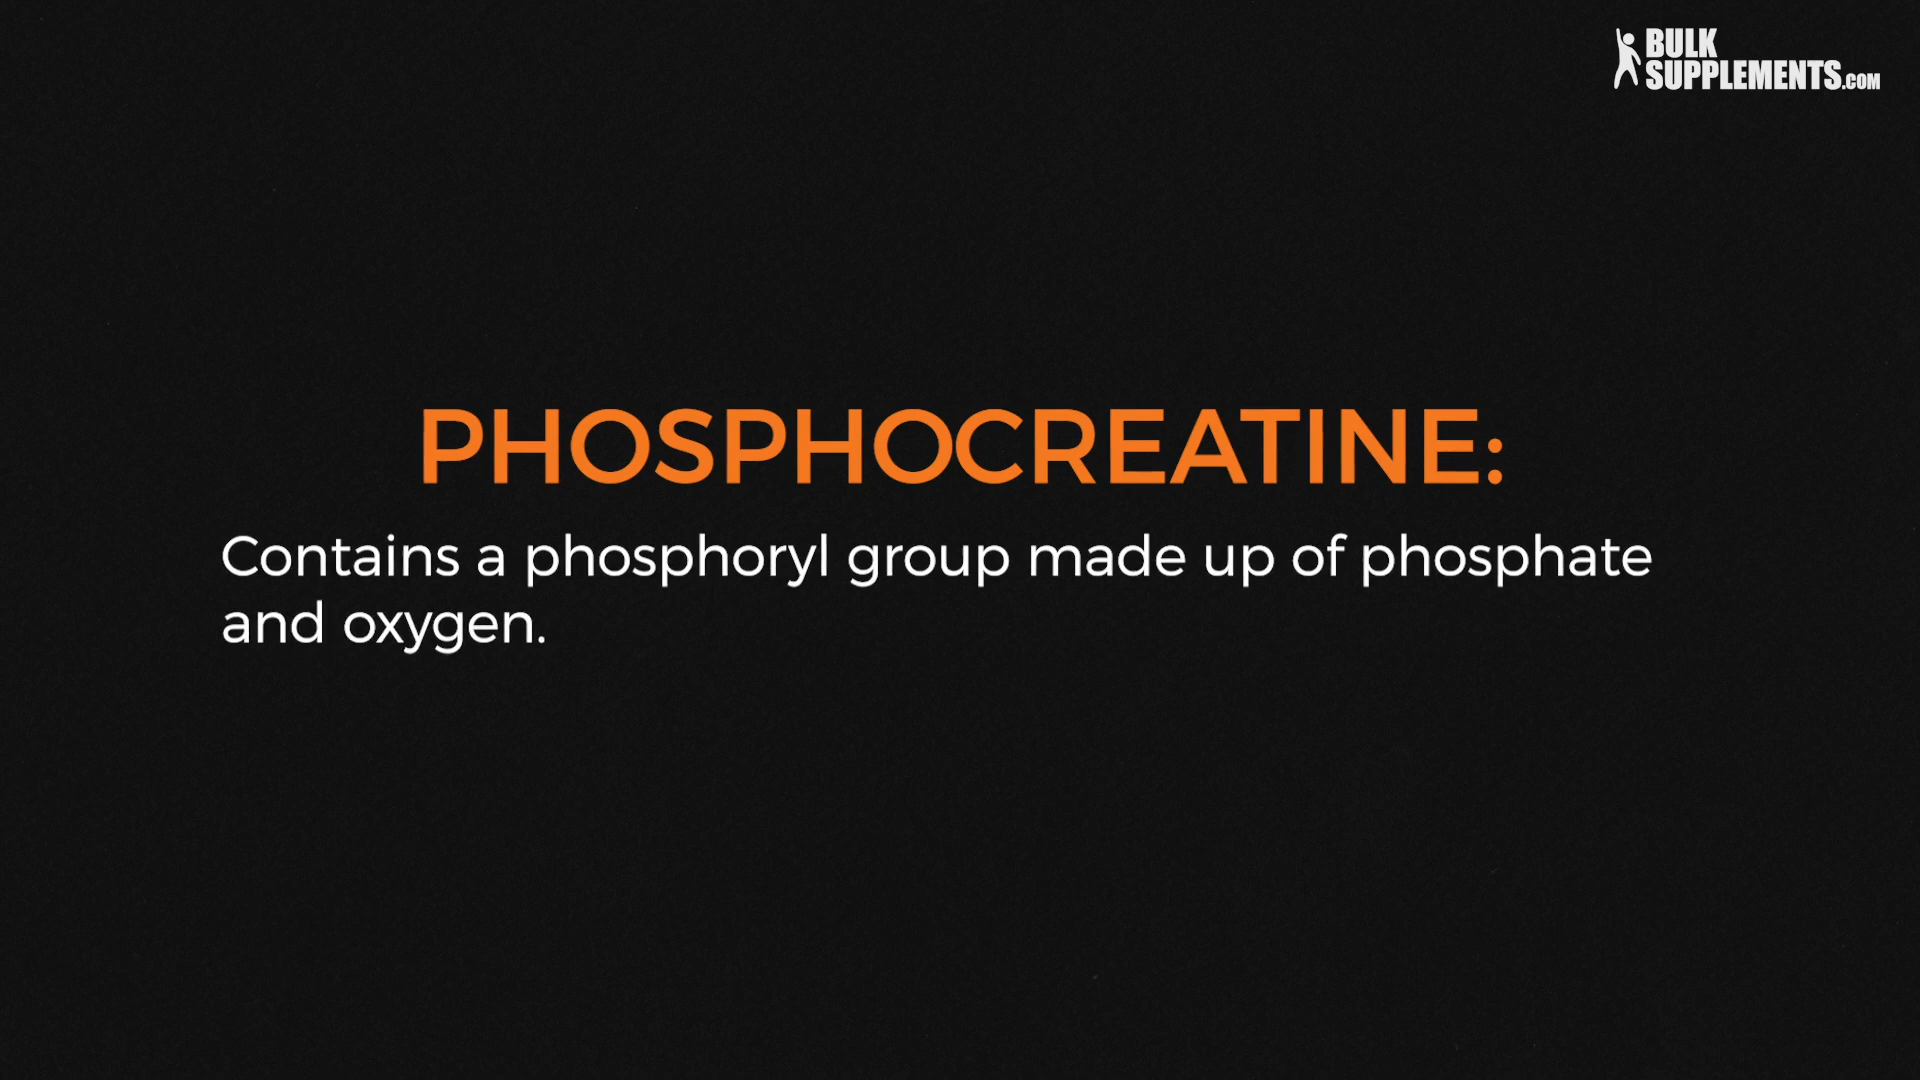 BULK
SUPPLEMENTS.COM
PHOSPHOCREATINE:
Contains a phosphoryl group made up of phosphate
and oxygen.